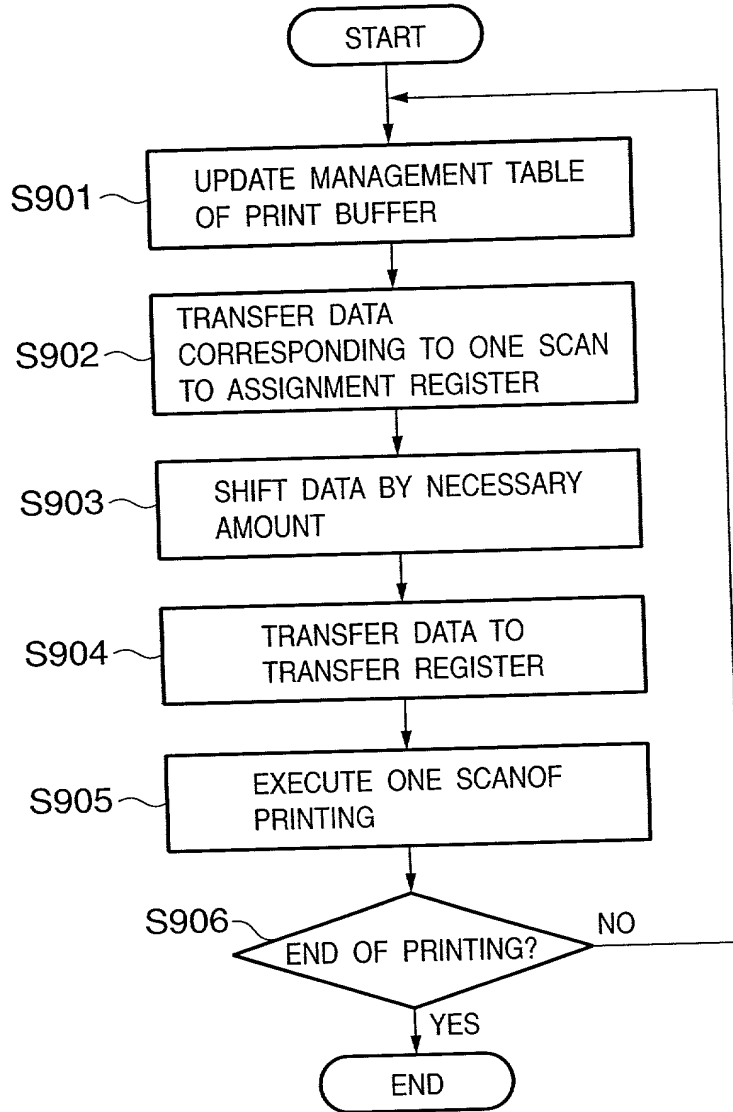 START
S901
UPDATE MANAGEMENT TABLE
OF PRINT BUFFER
S902
TRANSFER DATA
CORRESPONDING TO ONE SCAN
TO ASSIGNMENT REGISTER
S903
SHIFT DATA BY NECESSARY
AMOUNT
S904
TRANSFER DATA TO
TRANSFER REGISTER
S905
EXECUTE ONE SCANOF
PRINTING
S906
END OF PRINTING?
NO
YES
END